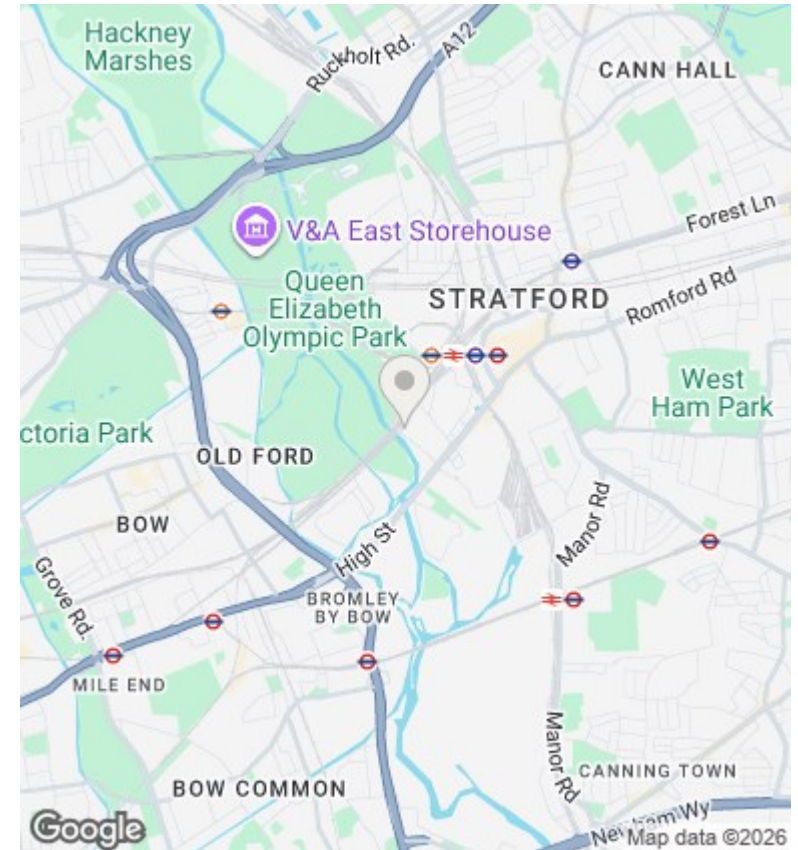 Hackney
Marshes
Ruckholt Rd.
A12
CANN HALL
V&A East Storehouse
Forest Ln
Queen
Elizabeth
Olympic Park
STRATFORD
Romford Rd
West
Ham Park
ctoria Park
OLD FORD
BOW
High St
Manor Rd
Grove Rd.
BROMLEY
BY BOW
MILE END
Manor Rd
BOW COMMON
CANNING TOWN
Google
Map data ©2026